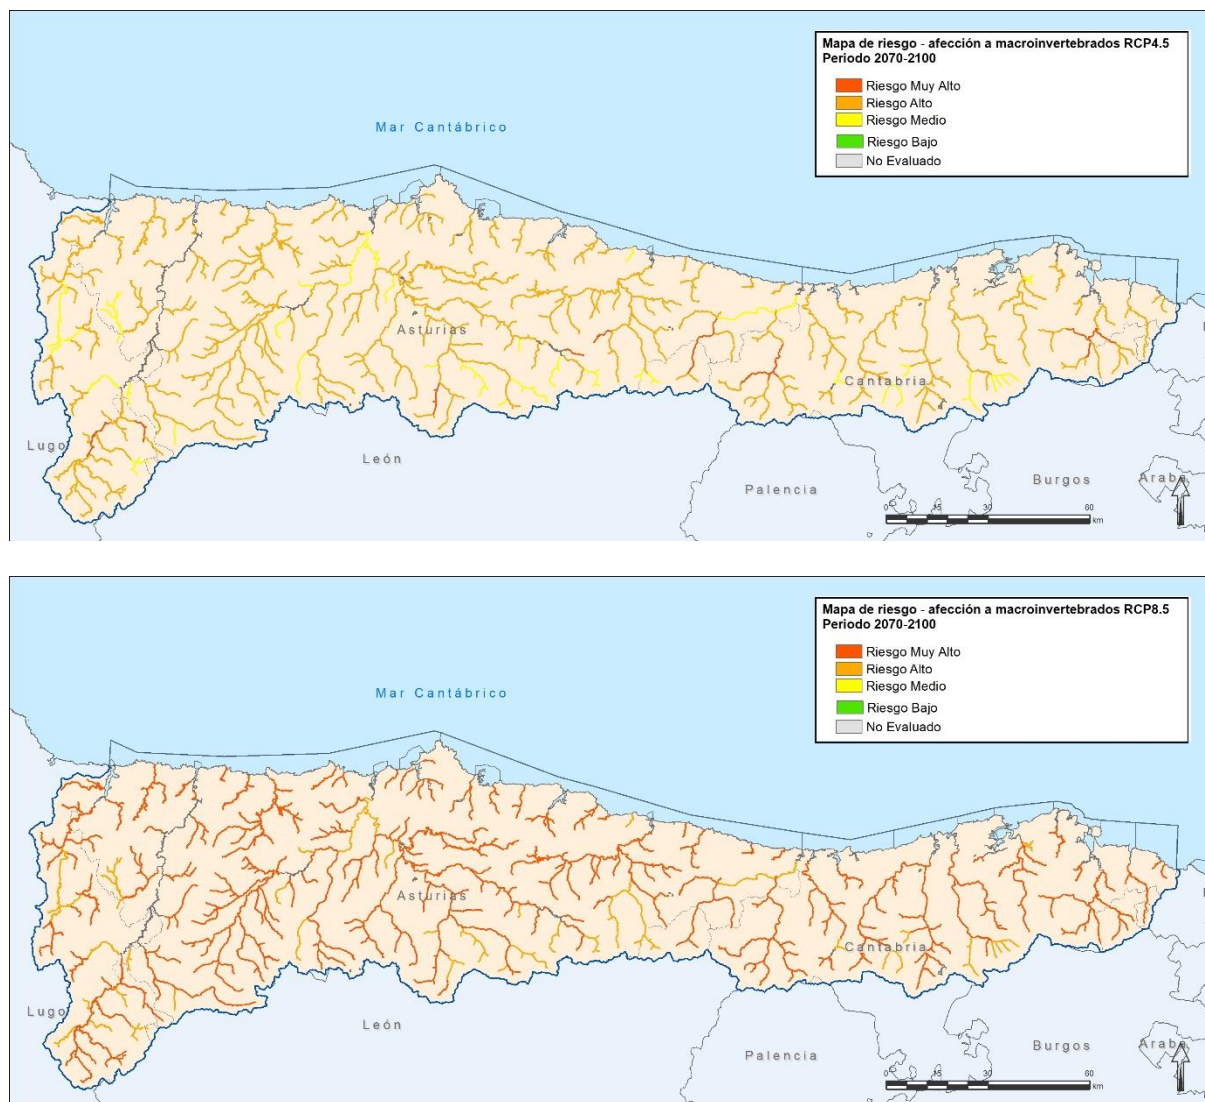 Mapa de riesgo - afección a macroinvertebrados RCP4.5
Periodo 2070-2100
Riesgo Muy Alto
Riesgo Alto
Riesgo Medio
Riesgo Bajo
No Evaluado
Mar Cantábrico
Asturias
Cantabria
Lugo
León
Palencia
Burgos
Araba
0 15 30 60
km
Mapa de riesgo - afección a macroinvertebrados RCP8.5
Periodo 2070-2100
Riesgo Muy Alto
Riesgo Alto
Riesgo Medio
Riesgo Bajo
No Evaluado
Mar Cantábrico
Asturias
Cantabria
Lugo
León
Palencia
Burgos
Araba
0 15 30 60
km